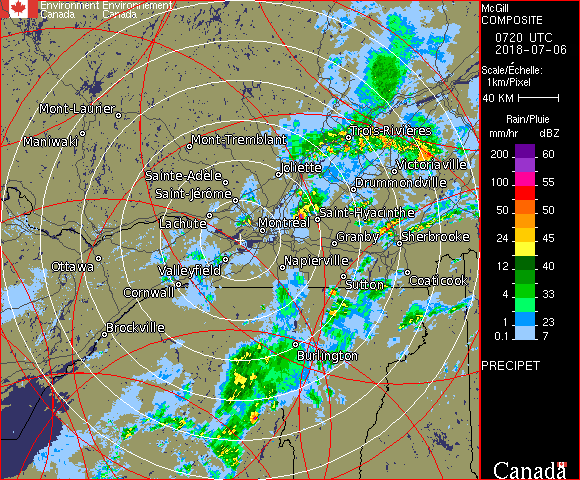 Environment Environnement
Canada Canada
McGill
COMPOSITE
0720 UTC
2018-07-06
Scale/Échelle:
1km/Pixel
40 KM
Rain/Pluie
mm/hr dBZ
200 60
100 55
50 50
24 45
12 40
4 33
1 23
0.1 7
PRECIPET
Canada
Mont-Laurier
Maniwaki
Mont-Tremblant
Trois-Rivières
Joliette
Victoriaville
Sainte-Adèle
Drummondville
Saint-Jérôme
Saint-Hyacinthe
Lachute
Montréal
Granby
Sherbrooke
Ottawa
Valleyfield
Napierville
Cornwall
Sutton
Coaticook
Brockville
Burlington